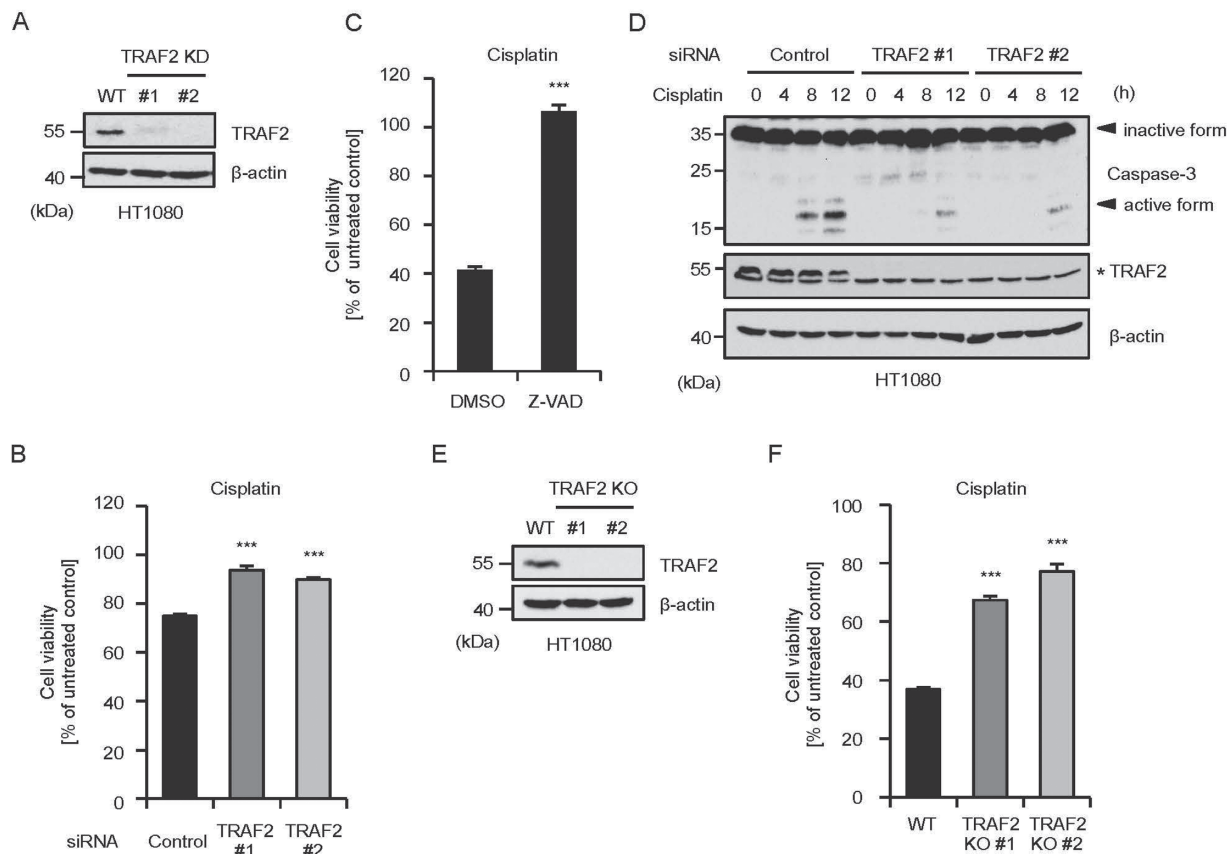 A
TRAF2 KD
WT #1 #2
55
TRAF2
40
β-actin
(kDa)
HT1080
B
Cisplatin
Cell viability
[% of untreated control]
120
100
80
60
40
20
0
***
***
siRNA
Control
TRAF2
#1
TRAF2
#2
C
Cisplatin
Cell viability
[% of untreated control]
120
100
80
60
40
20
0
***
DMSO
Z-VAD
D
siRNA
Control
TRAF2 #1
TRAF2 #2
Cisplatin
0 4 8 12 0 4 8 12 0 4 8 12 (h)
35
inactive form
25
Caspase-3
active form
15
55
* TRAF2
40
β-actin
(kDa)
HT1080
E
TRAF2 KO
WT #1 #2
55
TRAF2
40
β-actin
(kDa)
HT1080
F
Cisplatin
Cell viability
[% of untreated control]
100
80
60
40
20
0
***
***
WT
TRAF2
KO #1
TRAF2
KO #2